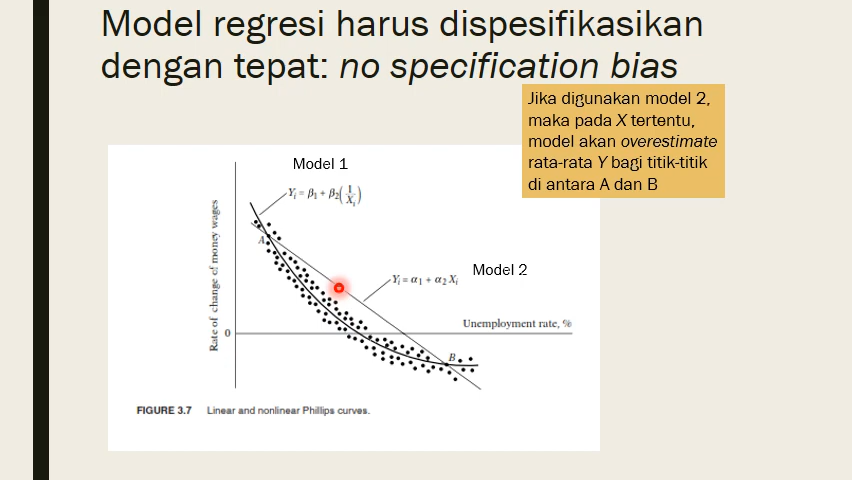 Model regresi harus dispesifikasikan
dengan tepat: no specification bias
Jika digunakan model 2,
maka pada X tertentu,
model akan overestimate
rata-rata Y bagi titik-titik
di antara A dan B
Model 1
Yi = β1 + β2(1/Xi)
A
Rate of change of money wages
Yi = α1 + α2 Xi
Model 2
Unemployment rate, %
0
B
FIGURE 3.7 Linear and nonlinear Phillips curves.